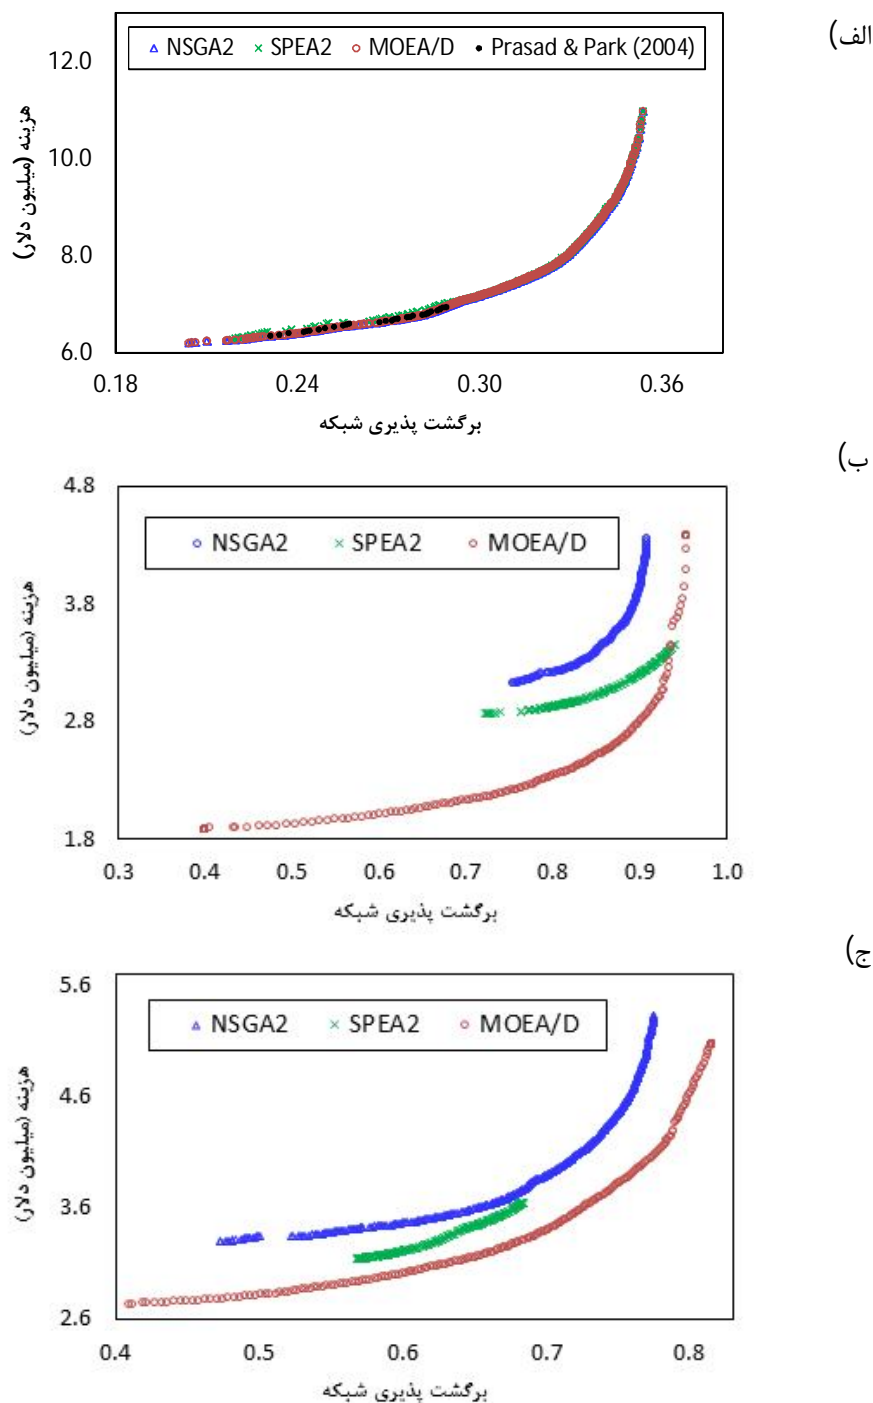 الف)
NSGA2 SPEA2 MOEA/D Prasad & Park (2004)
هزینه (میلیون دلار)
12.0
10.0
8.0
6.0
0.18 0.24 0.30 0.36
برگشت پذیری شبکه
ب)
NSGA2 SPEA2 MOEA/D
هزینه (میلیون دلار)
4.8
3.8
2.8
1.8
0.3 0.4 0.5 0.6 0.7 0.8 0.9 1.0
برگشت پذیری شبکه
ج)
NSGA2 SPEA2 MOEA/D
هزینه (میلیون دلار)
5.6
4.6
3.6
2.6
0.4 0.5 0.6 0.7 0.8
برگشت پذیری شبکه